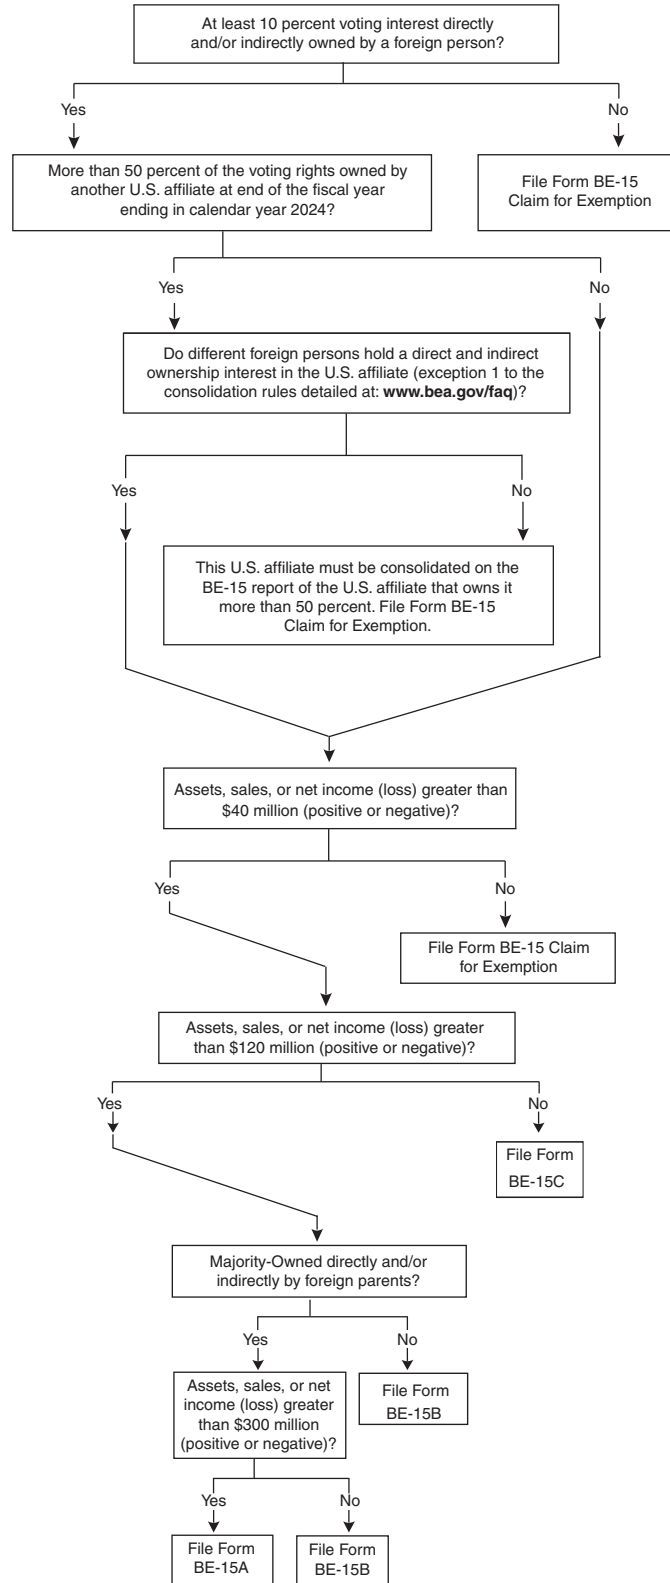 At least 10 percent voting interest directly
and/or indirectly owned by a foreign person?
Yes
No
More than 50 percent of the voting rights owned by
another U.S. affiliate at end of the fiscal year
ending in calendar year 2024?
File Form BE-15
Claim for Exemption
Yes
No
Do different foreign persons hold a direct and indirect
ownership interest in the U.S. affiliate (exception 1 to the
consolidation rules detailed at: www.bea.gov/faq)?
Yes
No
This U.S. affiliate must be consolidated on the
BE-15 report of the U.S. affiliate that owns it
more than 50 percent. File Form BE-15
Claim for Exemption.
Assets, sales, or net income (loss) greater than
$40 million (positive or negative)?
Yes
No
File Form BE-15 Claim
for Exemption
Assets, sales, or net income (loss) greater
than $120 million (positive or negative)?
Yes
No
File Form
BE-15C
Majority-Owned directly and/or
indirectly by foreign parents?
Yes
No
Assets, sales, or net
income (loss) greater
than $300 million
(positive or negative)?
File Form
BE-15B
Yes
No
File Form
BE-15A
File Form
BE-15B